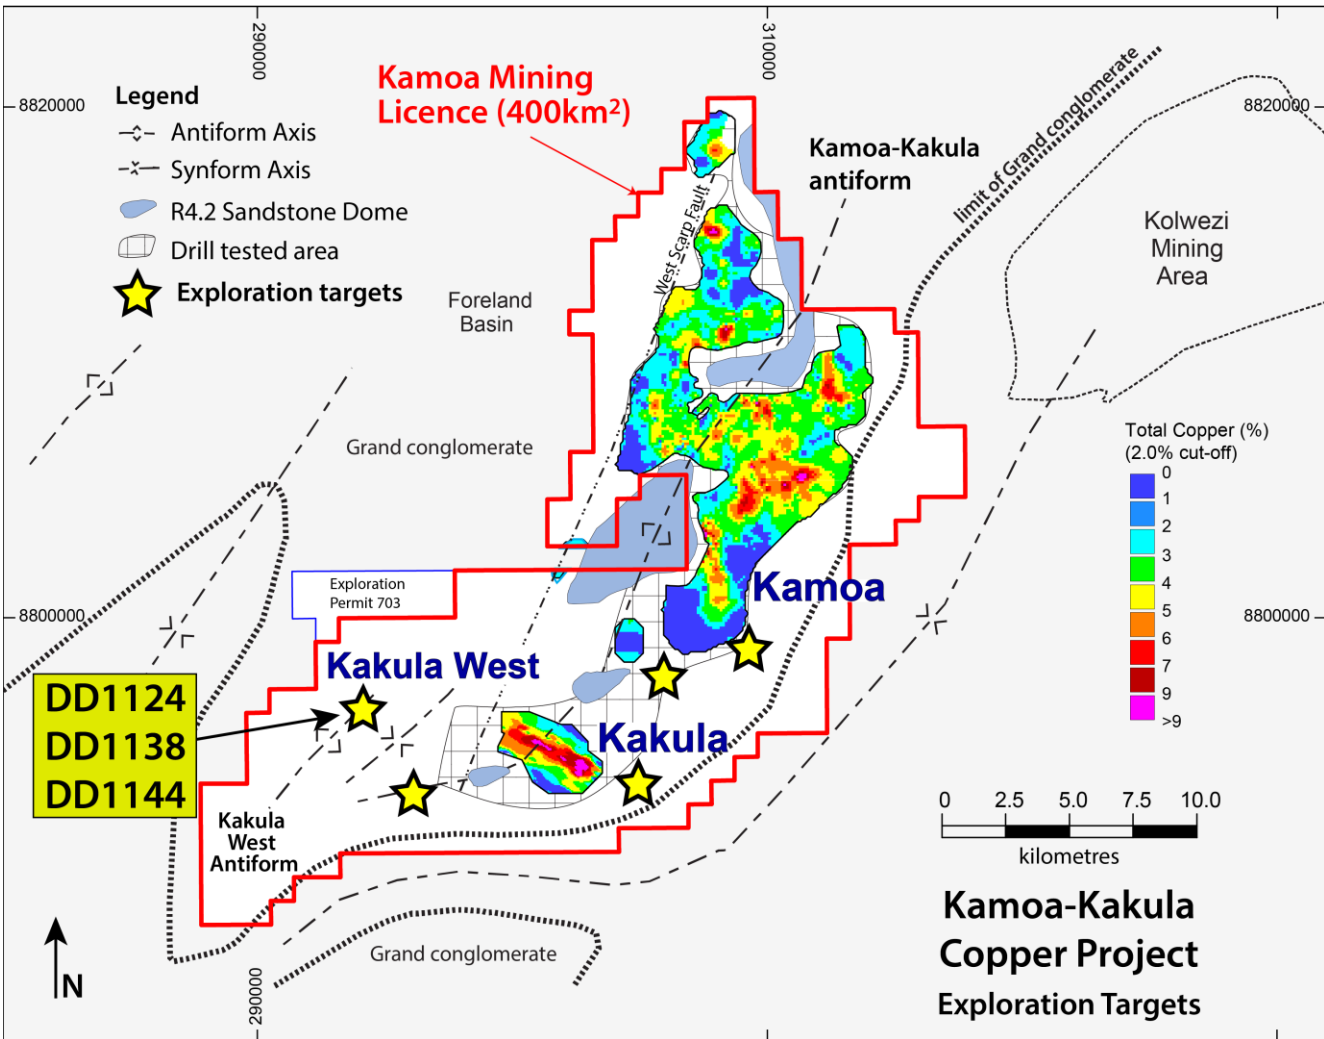 290000
310000
8820000
8820000
Legend
Antiform Axis
Synform Axis
R4.2 Sandstone Dome
Drill tested area
Exploration targets
Kamoa Mining
Licence (400km²)
Kamoa-Kakula
antiform
limit of Grand conglomerate
Kolwezi
Mining
Area
West Scarp Fault
Foreland
Basin
Grand conglomerate
Total Copper (%)
(2.0% cut-off)
0
1
2
3
4
5
6
7
9
>9
Exploration
Permit 703
Kamoa
8800000
8800000
Kakula West
DD1124
DD1138
DD1144
Kakula
Kakula
West
Antiform
0 2.5 5.0 7.5 10.0
kilometres
Kamoa-Kakula
Copper Project
Exploration Targets
Grand conglomerate
N
290000